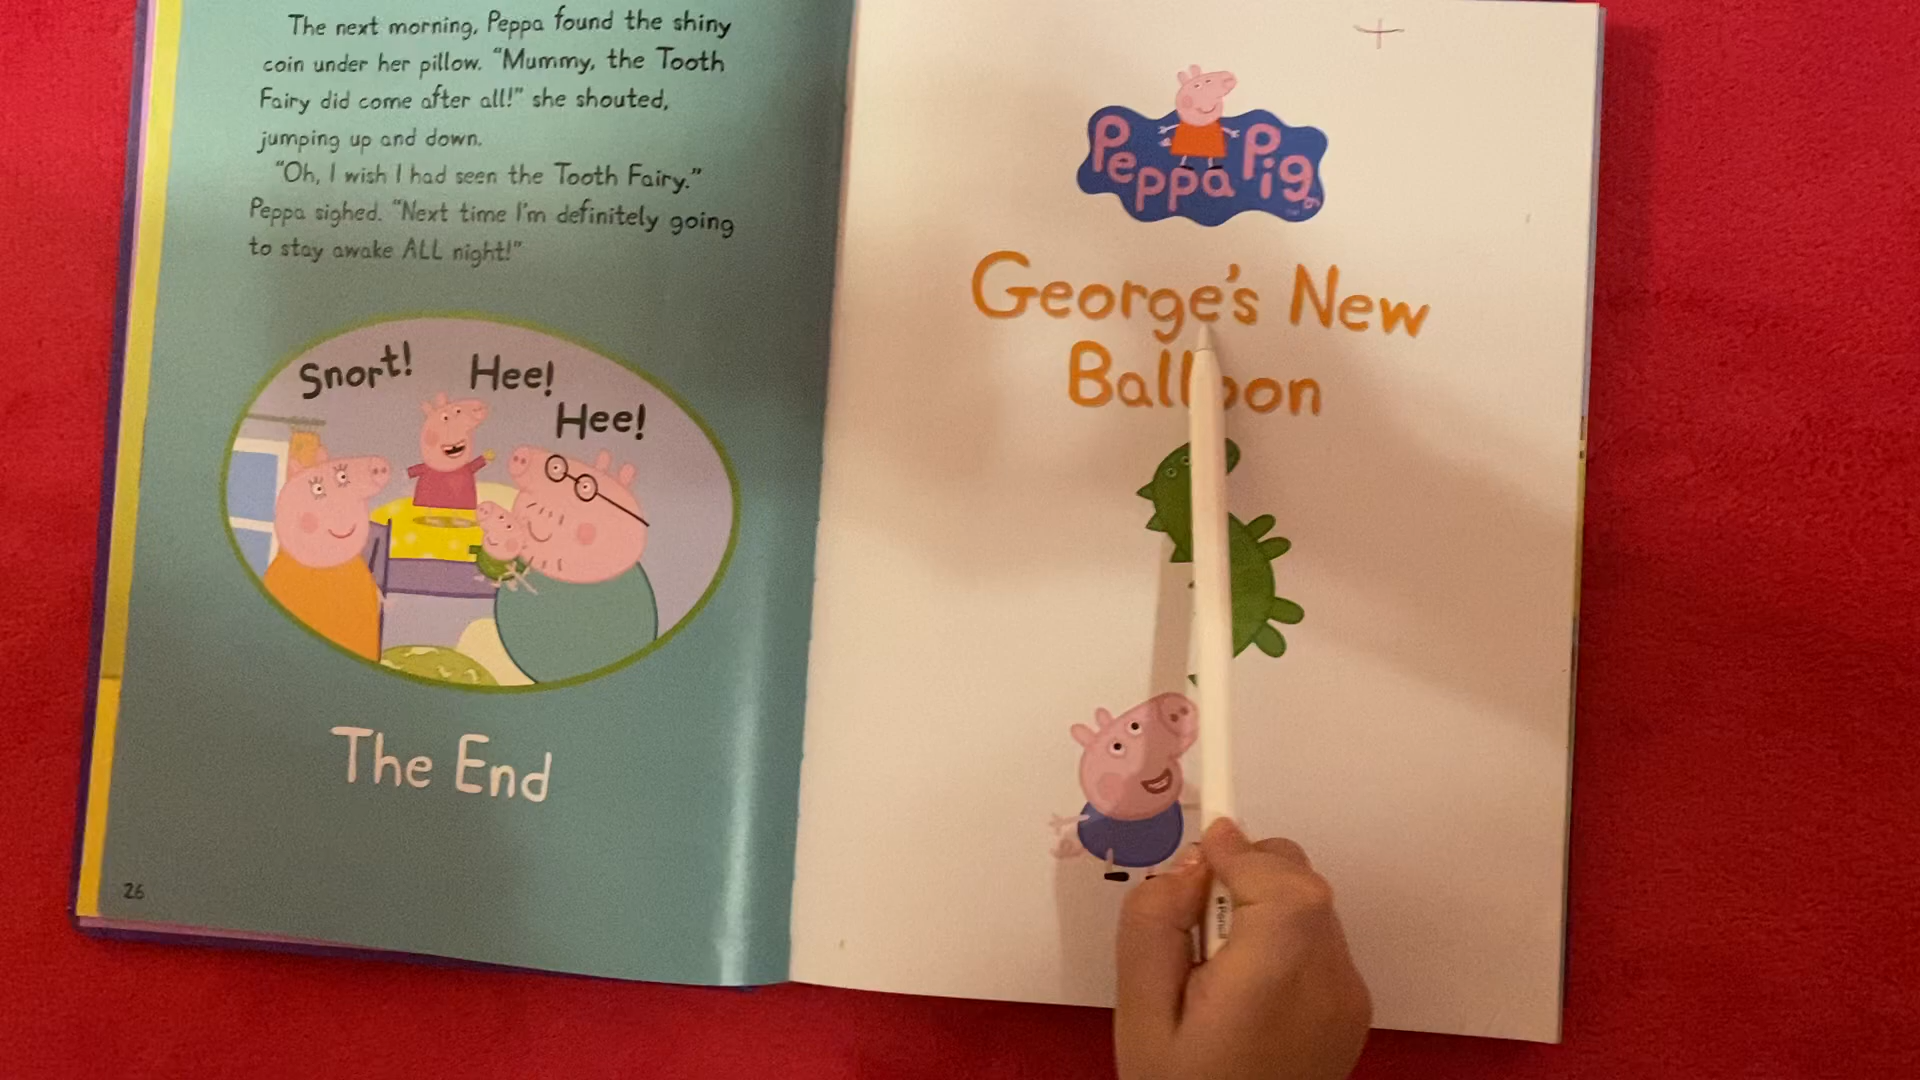 The next morning, Peppa found the shiny
coin under her pillow. “Mummy, the Tooth
Fairy did come after all!” she shouted,
jumping up and down.
“Oh, I wish I had seen the Tooth Fairy.”
Peppa sighed. “Next time I’m definitely going
to stay awake ALL night!”
Snort! Hee!
Hee!
The End
26
Peppa Pig
George’s New
Balloon
Pencil